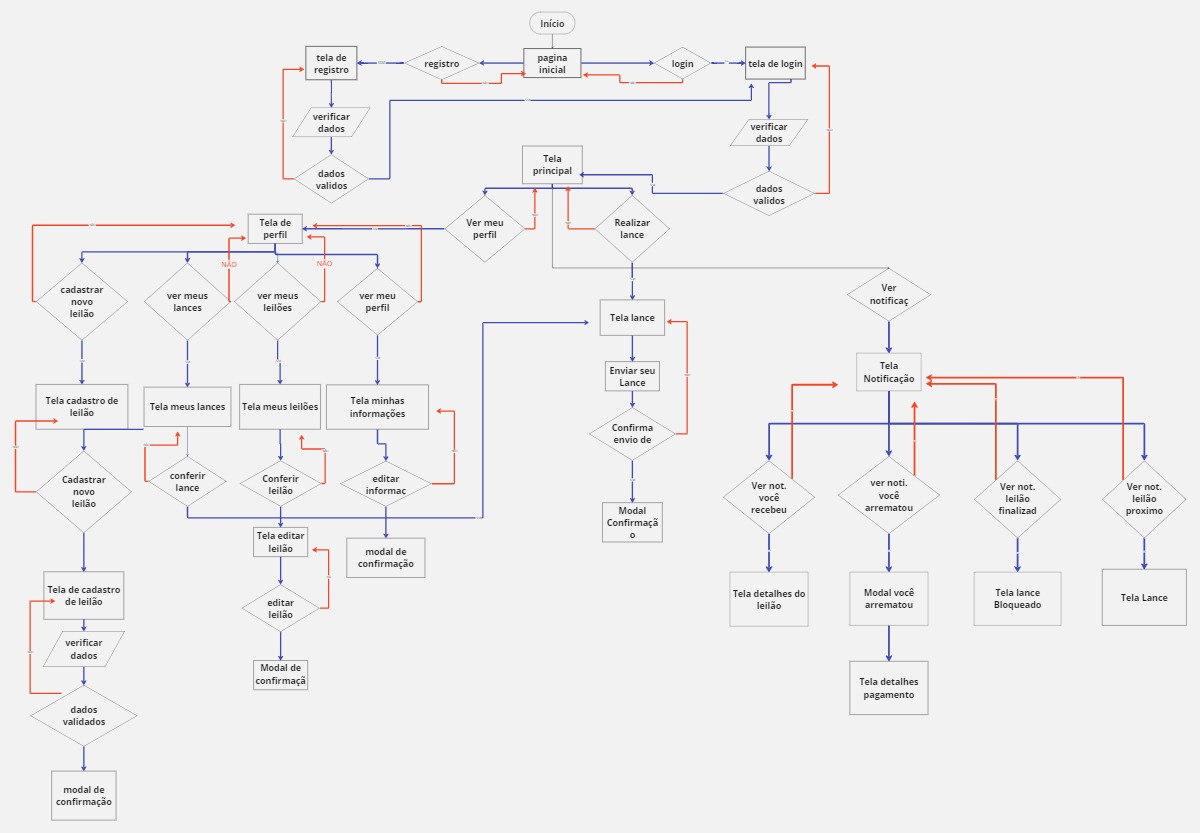 Início
tela de
registro
registro
pagina
inicial
login
tela de login
verificar
dados
verificar
dados
dados
validos
Tela
principal
dados
validos
Tela de
perfil
Ver meu
perfil
Realizar
lance
NÃO
NÃO
cadastrar
novo
leilão
ver meus
lances
ver meus
leilões
ver meu
perfil
Ver
notificaç
Tela lance
Tela
Notificação
Enviar seu
Lance
Tela cadastro de
leilão
Tela meus lances
Tela meus leilões
Tela minhas
informações
Confirma
envio de
Cadastrar
novo
leilão
conferir
lance
Conferir
leilão
editar
informac
Ver not.
você
recebeu
ver noti.
você
arrematou
Ver not.
leilão
finalizad
Ver not.
leilão
proximo
Modal
Confirmaçã
o
Tela editar
leilão
modal de
confirmação
Tela de cadastro
de leilão
editar
leilão
Tela detalhes do
leilão
Modal você
arrematou
Tela lance
Bloqueado
Tela Lance
verificar
dados
Modal de
confirmaçã
Tela detalhes
pagamento
dados
validados
modal de
confirmação